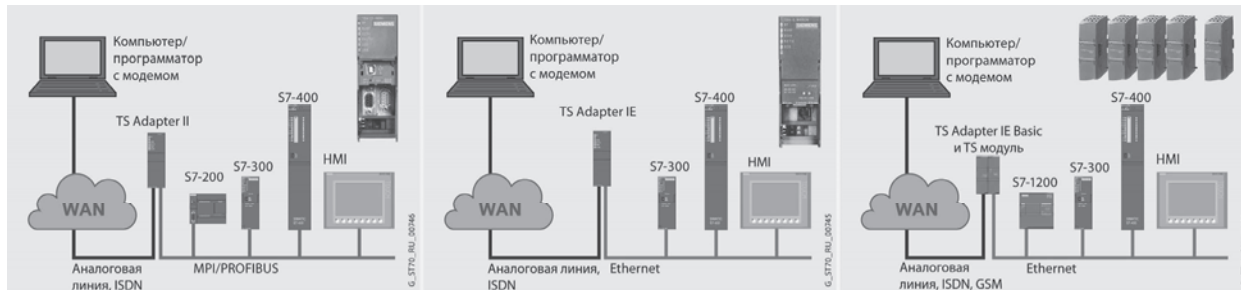 Компьютер/
программатор
с модемом
S7-400
TS Adapter II
S7-200
S7-300
HMI
WAN
Аналоговая
линия, ISDN
MPI/PROFIBUS
G_ST70_RU_00746
Компьютер/
программатор
с модемом
S7-400
TS Adapter IE
S7-300
HMI
WAN
Аналоговая линия,
ISDN
Ethernet
G_ST70_RU_00745
Компьютер/
программатор
с модемом
S7-400
TS Adapter IE Basic
и TS модуль
S7-1200
S7-300
HMI
WAN
Аналоговая
линия, ISDN, GSM
Ethernet